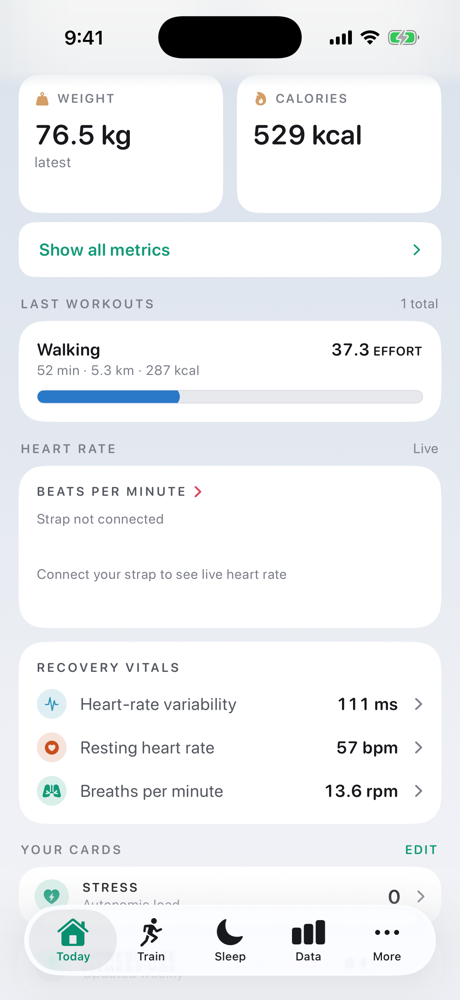 9:41
WEIGHT
76.5 kg
latest
CALORIES
529 kcal
Show all metrics
LAST WORKOUTS
1 total
Walking
37.3 EFFORT
52 min · 5.3 km · 287 kcal
HEART RATE
Live
BEATS PER MINUTE
Strap not connected
Connect your strap to see live heart rate
RECOVERY VITALS
Heart-rate variability
111 ms
Resting heart rate
57 bpm
Breaths per minute
13.6 rpm
YOUR CARDS
EDIT
STRESS
Autonomic load
0
Today
Train
Sleep
Data
More